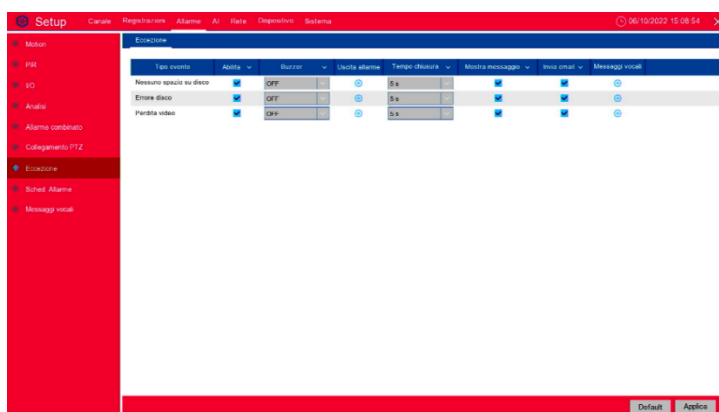 Setup Canale Registrazioni Allarme AI Rete Dispositivo Sistema 06/10/2022 15:08:54
Eccezione
Motion
PIR
I/O
Analisi
Allarme combinato
Collegamento PTZ
Eccezione
Sched. Allarme
Messaggi vocali
Tipo evento Abilita Buzzer Uscita allarme Tempo chiusura Mostra messaggio Invia email Messaggi vocali
Nessuno spazio su disco OFF 5 s
Errore disco OFF 5 s
Perdita video OFF 5 s
Default Applica